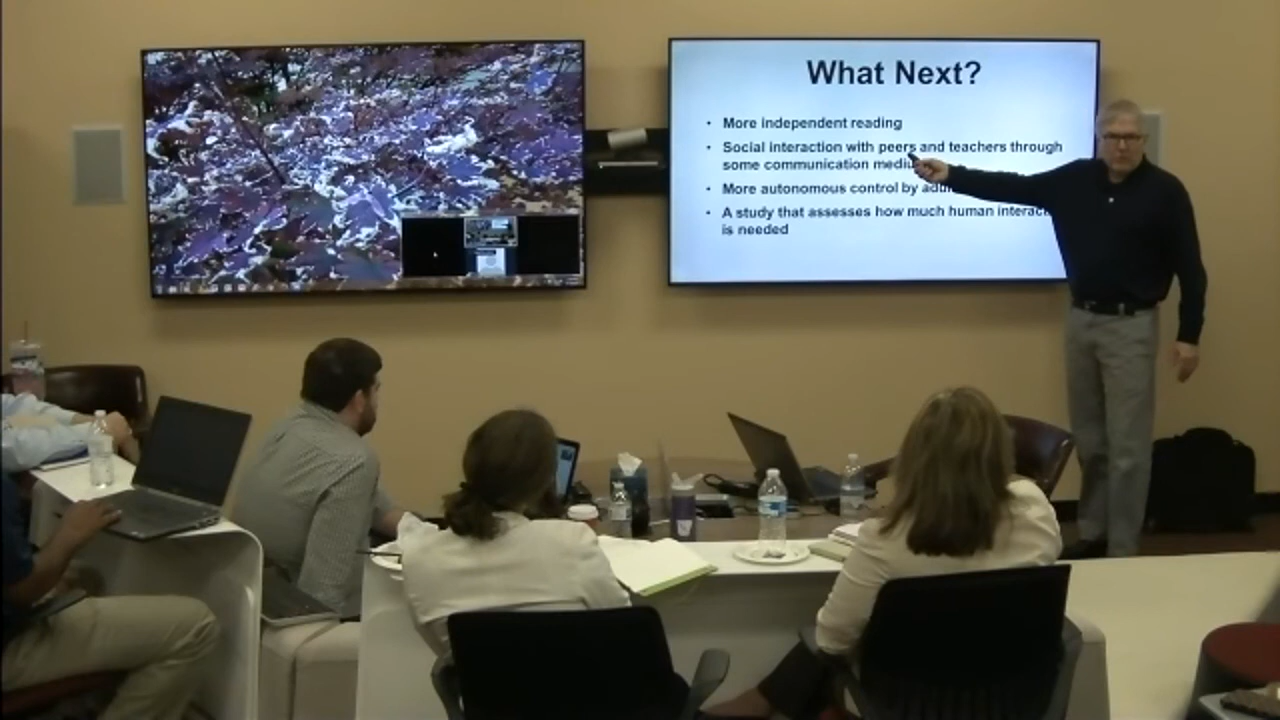 What Next?
• More independent reading
• Social interaction with peers and teachers through
some communication
• More autonomous control by
• A study that assesses how much human
is needed